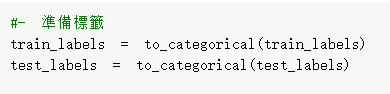 #-  準備標籤
train_labels = to_categorical(train_labels)
test_labels = to_categorical(test_labels)